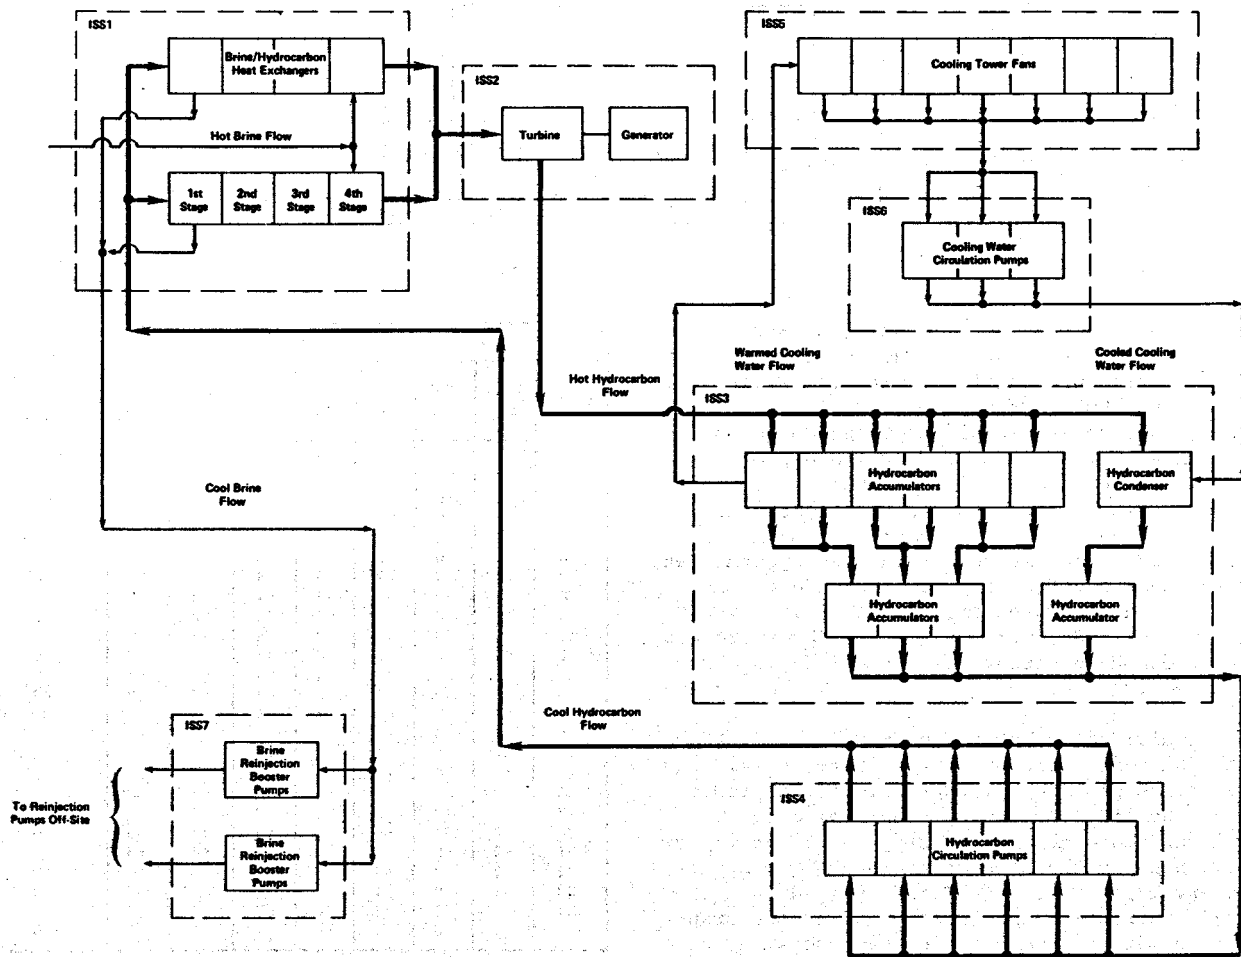 ISS1
Brine/Hydrocarbon
Heat Exchangers
Hot Brine Flow
1st
Stage
2nd
Stage
3rd
Stage
4th
Stage
ISS2
Turbine
Generator
ISS5
Cooling Tower Fans
ISS6
Cooling Water
Circulation Pumps
Warmed Cooling
Water Flow
Cooled Cooling
Water Flow
Hot Hydrocarbon
Flow
ISS3
Hydrocarbon
Accumulators
Hydrocarbon
Condenser
Hydrocarbon
Accumulators
Hydrocarbon
Accumulator
Cool Brine
Flow
Cool Hydrocarbon
Flow
ISS7
Brine
Reinjection
Booster
Pumps
To Reinjection
Pumps Off-Site
Brine
Reinjection
Booster
Pumps
ISS4
Hydrocarbon
Circulation Pumps